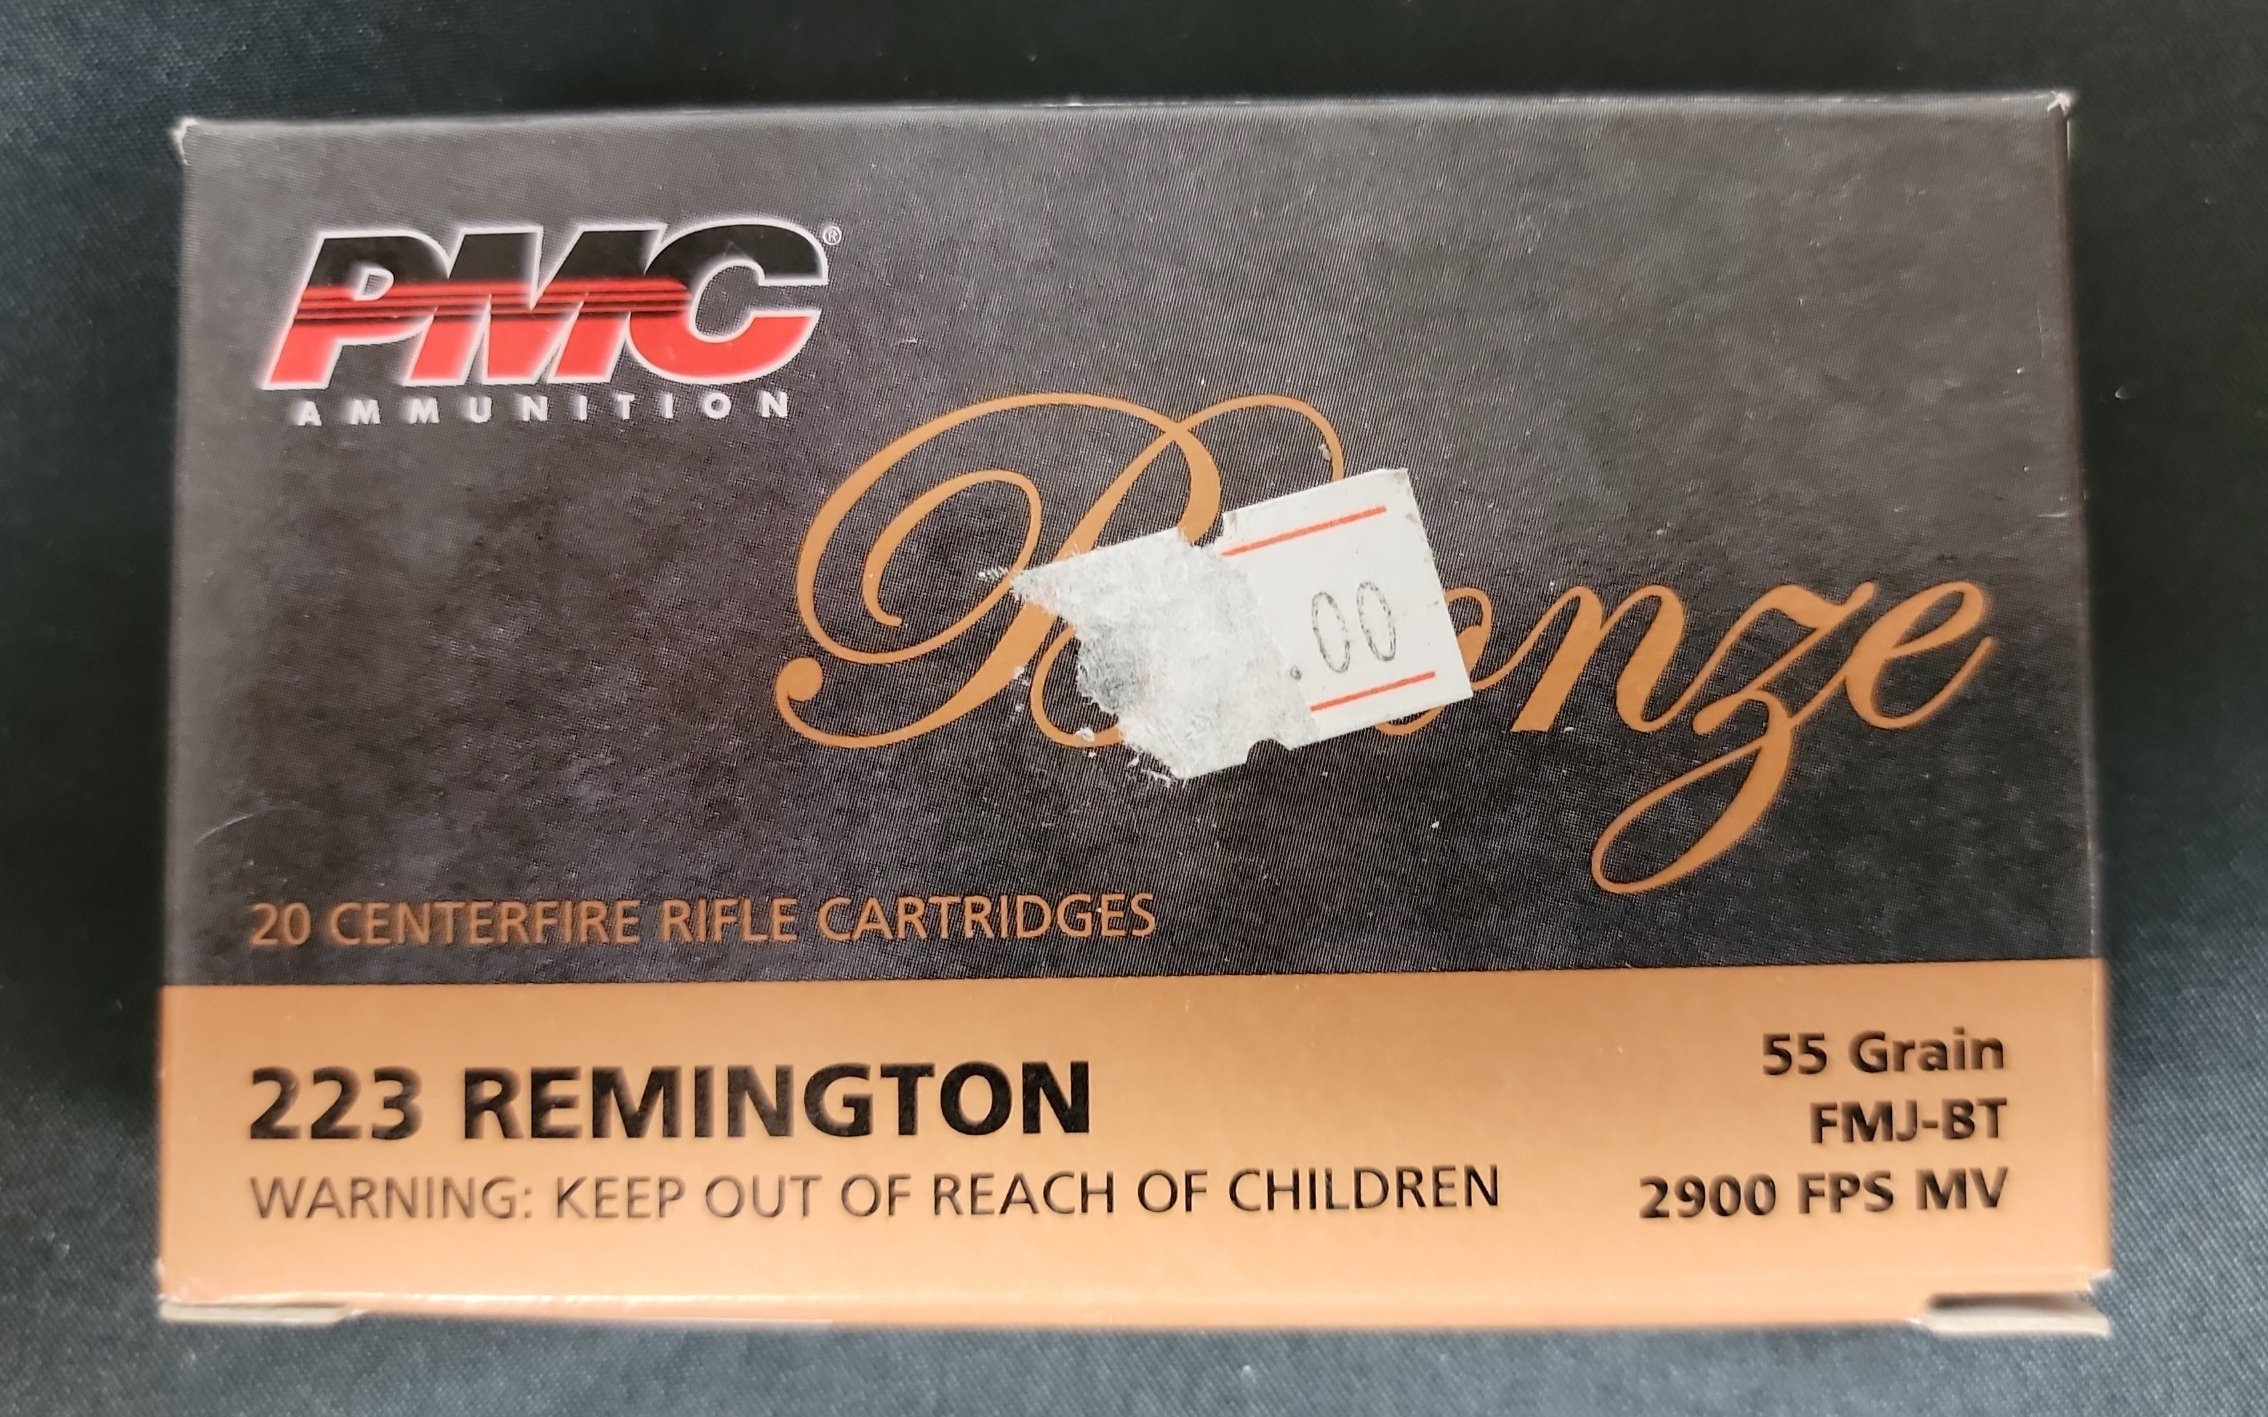 PMC®
AMMUNITION
Bronze
.00
20 CENTERFIRE RIFLE CARTRIDGES
223 REMINGTON
WARNING: KEEP OUT OF REACH OF CHILDREN
55 Grain
FMJ-BT
2900 FPS MV